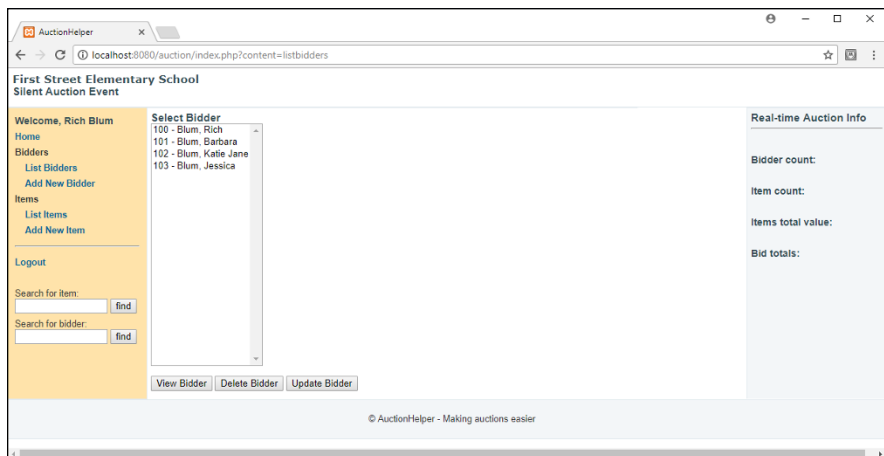 AuctionHelper
localhost:8080/auction/index.php?content=listbidders
First Street Elementary School
Silent Auction Event
Welcome, Rich Blum
Home
Bidders
List Bidders
Add New Bidder
Items
List Items
Add New Item
Logout
Search for item:
find
Search for bidder:
find
Select Bidder
100 - Blum, Rich
101 - Blum, Barbara
102 - Blum, Katie Jane
103 - Blum, Jessica
View Bidder Delete Bidder Update Bidder
Real-time Auction Info
Bidder count:
Item count:
Items total value:
Bid totals:
© AuctionHelper - Making auctions easier